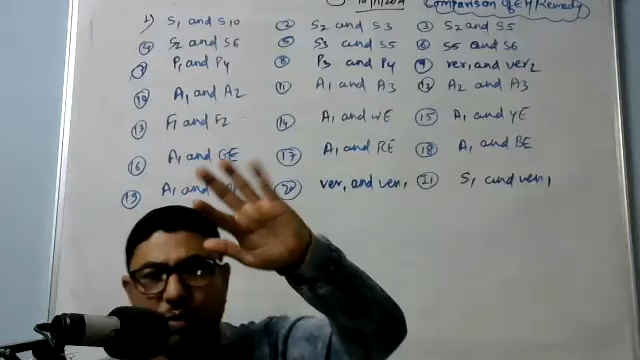 Comparison of EH Remedy
1) S1 and S10 ② S2 and S3 ③ S2 and S5
④ S2 and S6 ⑤ S3 and S5 ⑥ S5 and S6
⑦ P1 and P4 ⑧ P3 and P4 ⑨ ver1 and ver2
⑩ A1 and A2 ⑪ A1 and A3 ⑫ A2 and A3
⑬ F1 and F2 ⑭ A1 and WE ⑮ A1 and YE
⑯ A1 and GE ⑰ A1 and RE ⑱ A1 and BE
⑲ A1 and ⑳ ver1 and ven1 ㉑ S1 and ven1